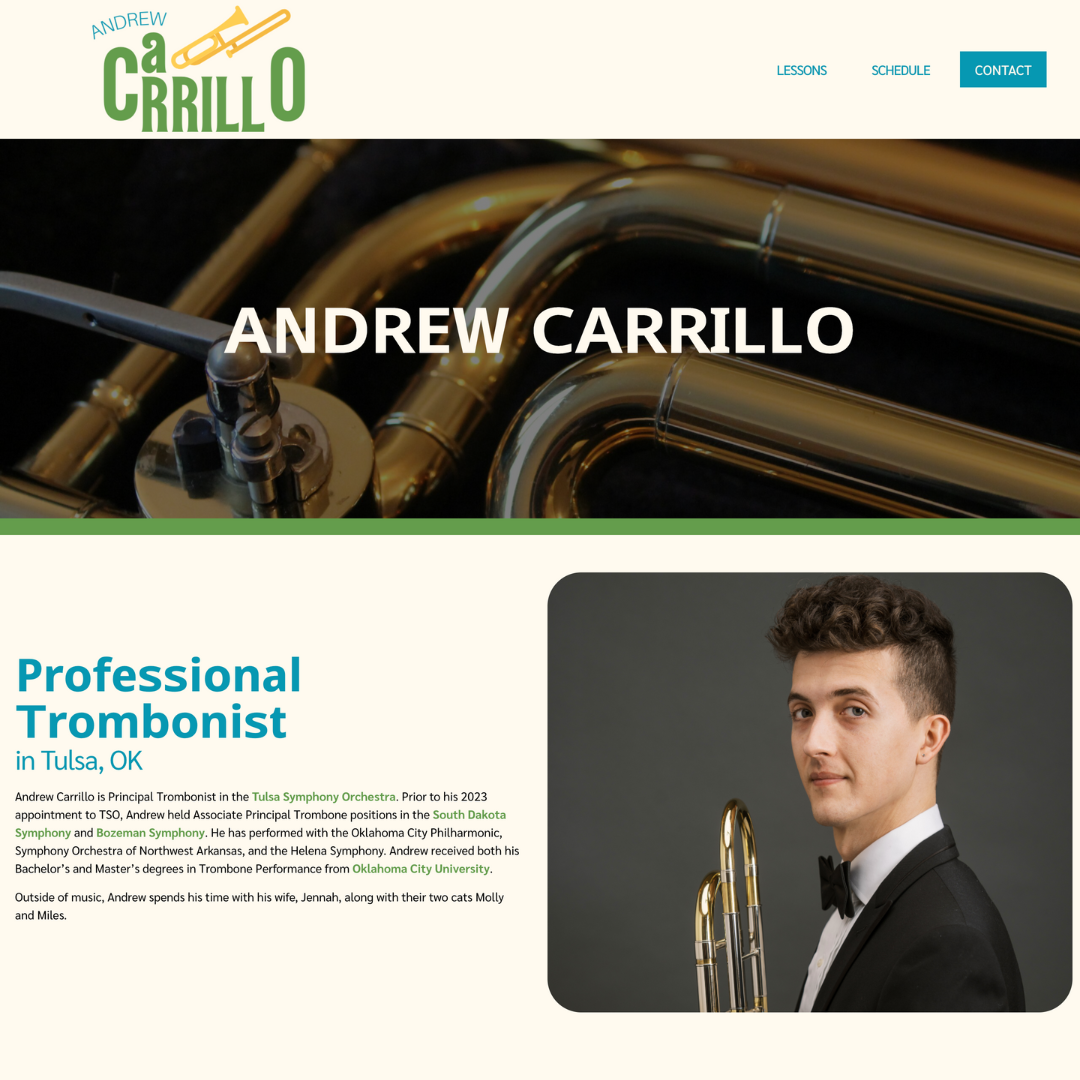 ANDREW
CaRRILLO
LESSONS
SCHEDULE
CONTACT
ANDREW CARRILLO
Professional
Trombonist
in Tulsa, OK
Andrew Carrillo is Principal Trombonist in the Tulsa Symphony Orchestra. Prior to his 2023
appointment to TSO, Andrew held Associate Principal Trombone positions in the South Dakota
Symphony and Bozeman Symphony. He has performed with the Oklahoma City Philharmonic,
Symphony Orchestra of Northwest Arkansas, and the Helena Symphony. Andrew received both his
Bachelor’s and Master’s degrees in Trombone Performance from Oklahoma City University.
Outside of music, Andrew spends his time with his wife, Jennah, along with their two cats Molly
and Miles.